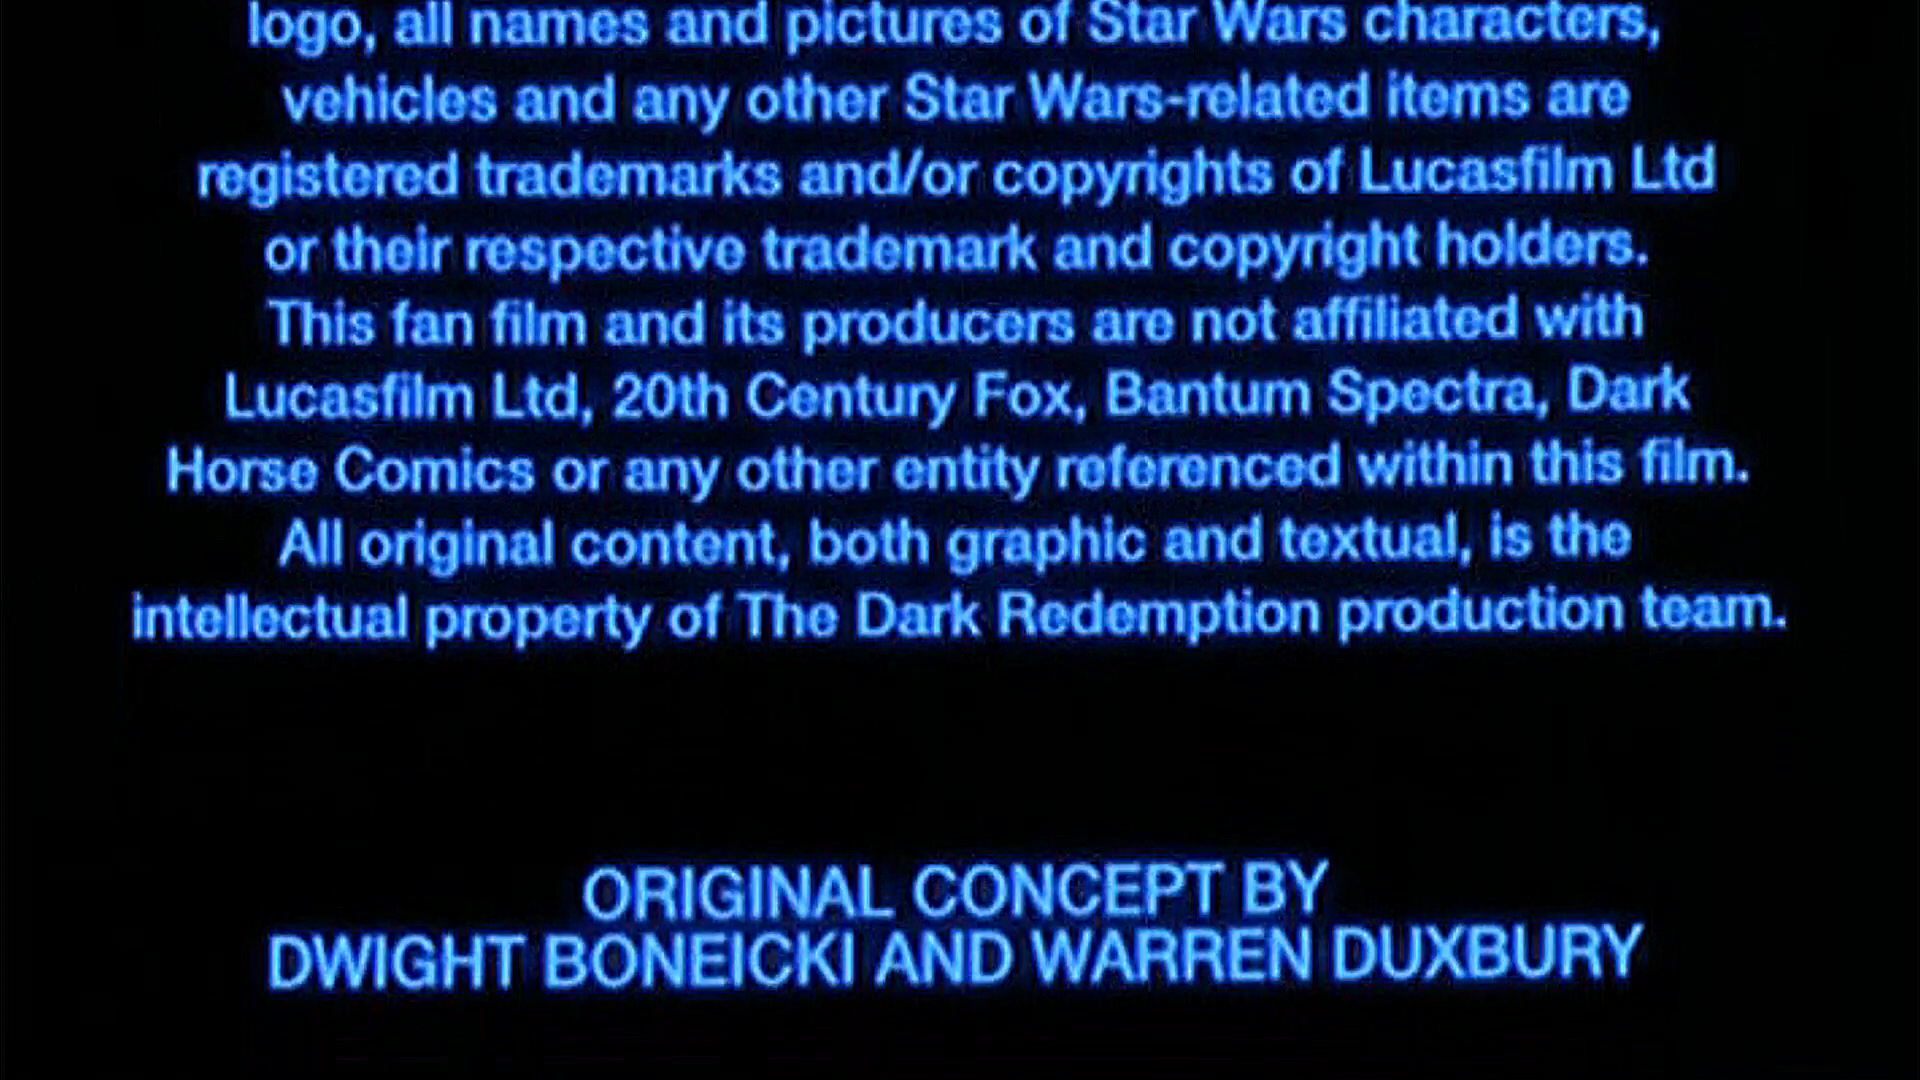 logo, all names and pictures of Star Wars characters,
vehicles and any other Star Wars-related items are
registered trademarks and/or copyrights of Lucasfilm Ltd
or their respective trademark and copyright holders.
This fan film and its producers are not affiliated with
Lucasfilm Ltd, 20th Century Fox, Bantum Spectra, Dark
Horse Comics or any other entity referenced within this film.
All original content, both graphic and textual, is the
intellectual property of The Dark Redemption production team.
ORIGINAL CONCEPT BY
DWIGHT BONEICKI AND WARREN DUXBURY